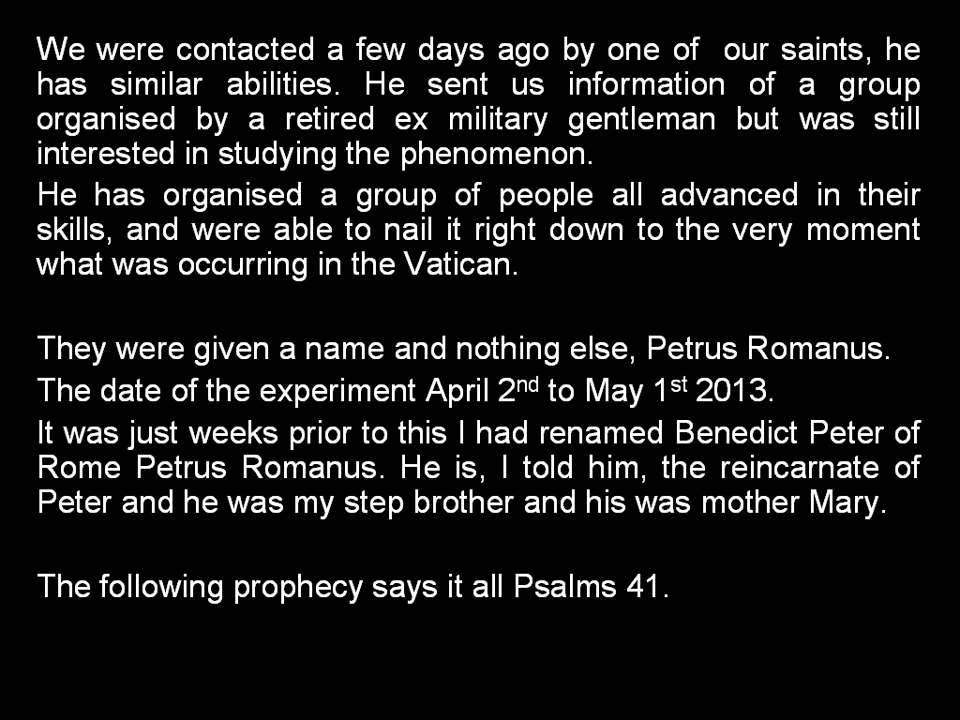 We were contacted a few days ago by one of our saints, he
has similar abilities. He sent us information of a group
organised by a retired ex military gentleman but was still
interested in studying the phenomenon.
He has organised a group of people all advanced in their
skills, and were able to nail it right down to the very moment
what was occurring in the Vatican.
They were given a name and nothing else, Petrus Romanus.
The date of the experiment April 2nd to May 1st 2013.
It was just weeks prior to this I had renamed Benedict Peter of
Rome Petrus Romanus. He is, I told him, the reincarnate of
Peter and he was my step brother and his was mother Mary.
The following prophecy says it all Psalms 41.